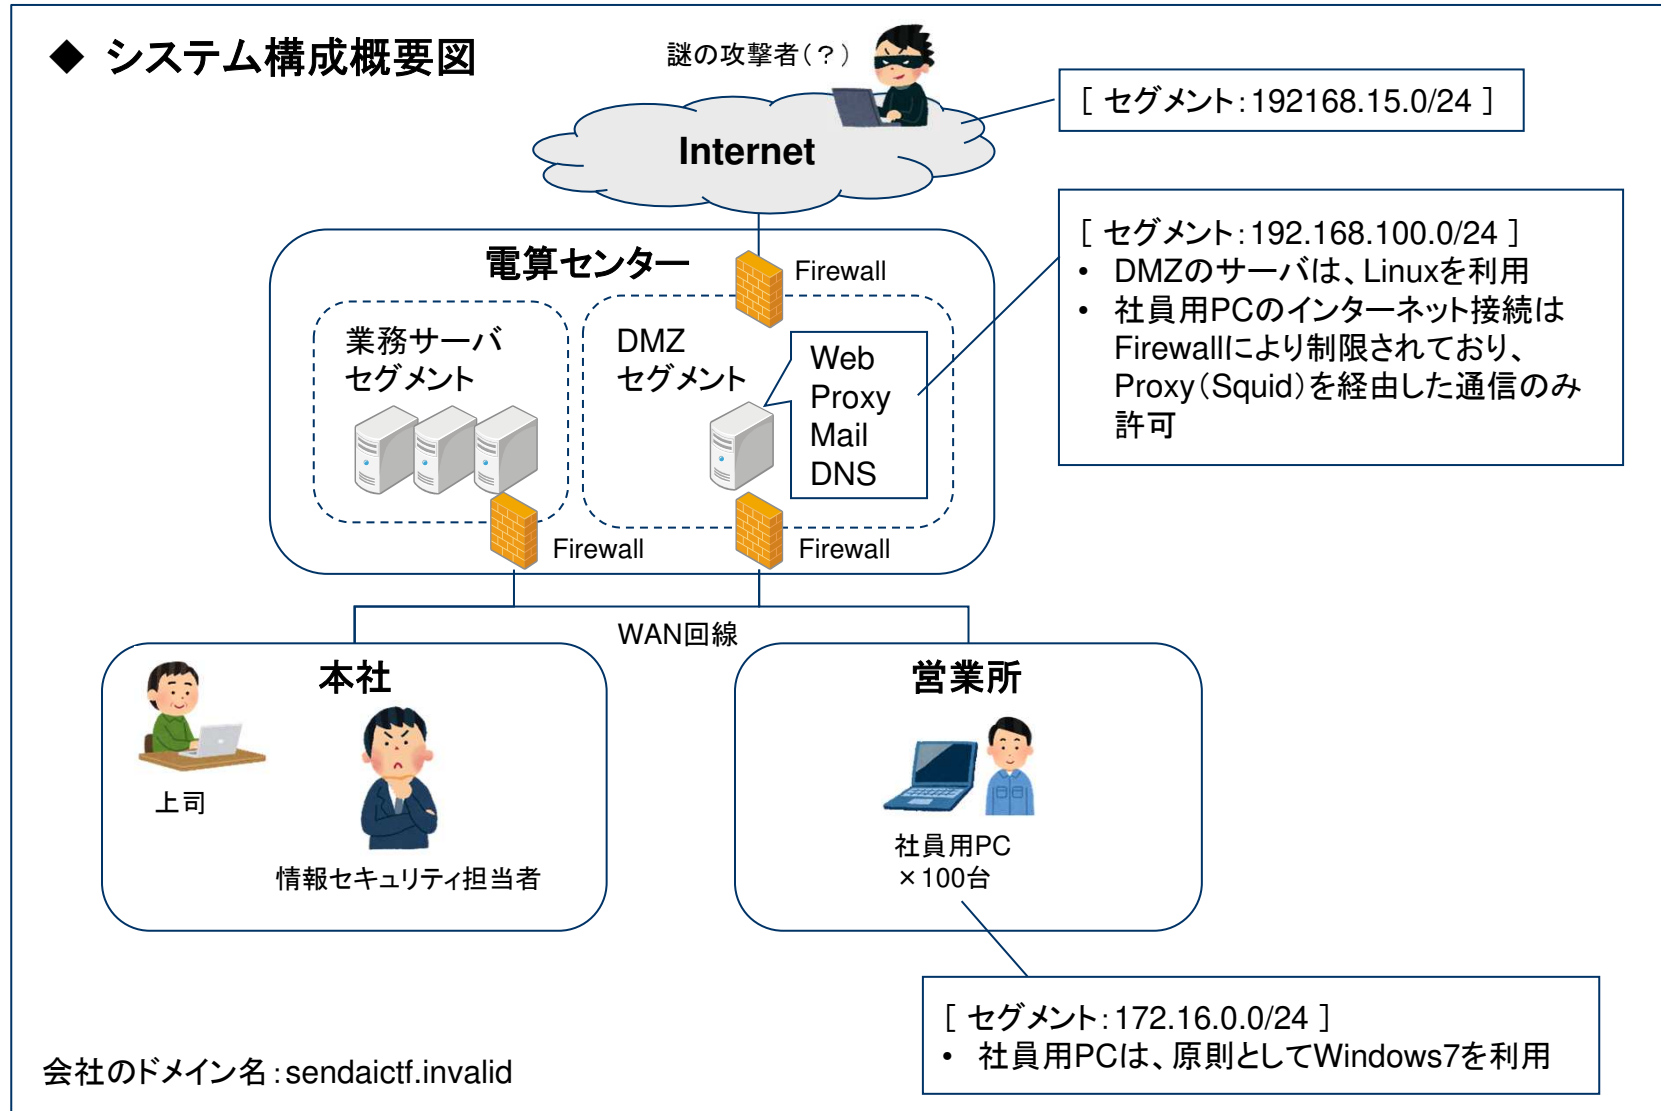 ◆ システム構成概要図
謎の攻撃者(？)
[ セグメント：192168.15.0/24 ]
Internet
[ セグメント：192.168.100.0/24 ]
• DMZのサーバは、Linuxを利用
• 社員用PCのインターネット接続は
Firewallにより制限されており、
Proxy（Squid）を経由した通信のみ
許可
電算センター
Firewall
業務サーバ
セグメント
DMZ
セグメント
Web
Proxy
Mail
DNS
Firewall
Firewall
WAN回線
本社
上司
情報セキュリティ担当者
営業所
社員用PC
×100台
[ セグメント：172.16.0.0/24 ]
• 社員用PCは、原則としてWindows7を利用
会社のドメイン名：sendaictf.invalid